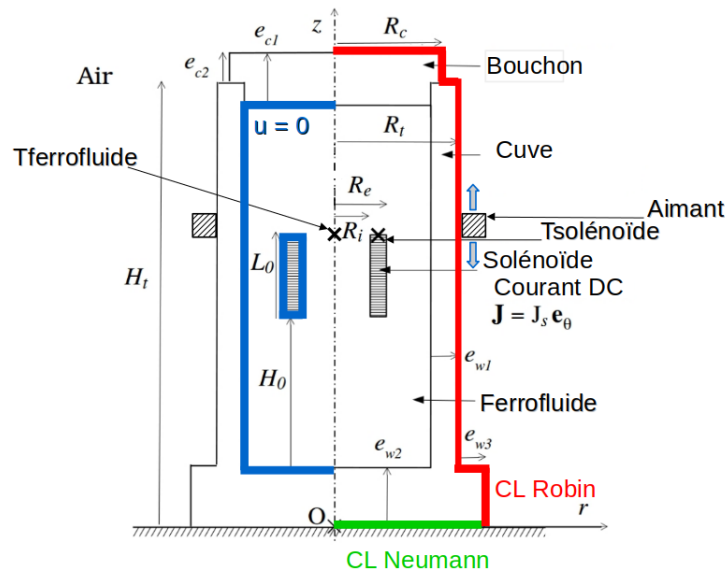 z
R_c
e_c1
e_c2
Bouchon
Air
u = 0
R_t
Cuve
Tferrofluide
R_e
Aimant
R_i
Tsolénoïde
L_0
Solénoïde
H_t
Courant DC
J = J_s e_θ
e_w1
H_0
Ferrofluide
e_w2
e_w3
CL Robin
O
r
CL Neumann